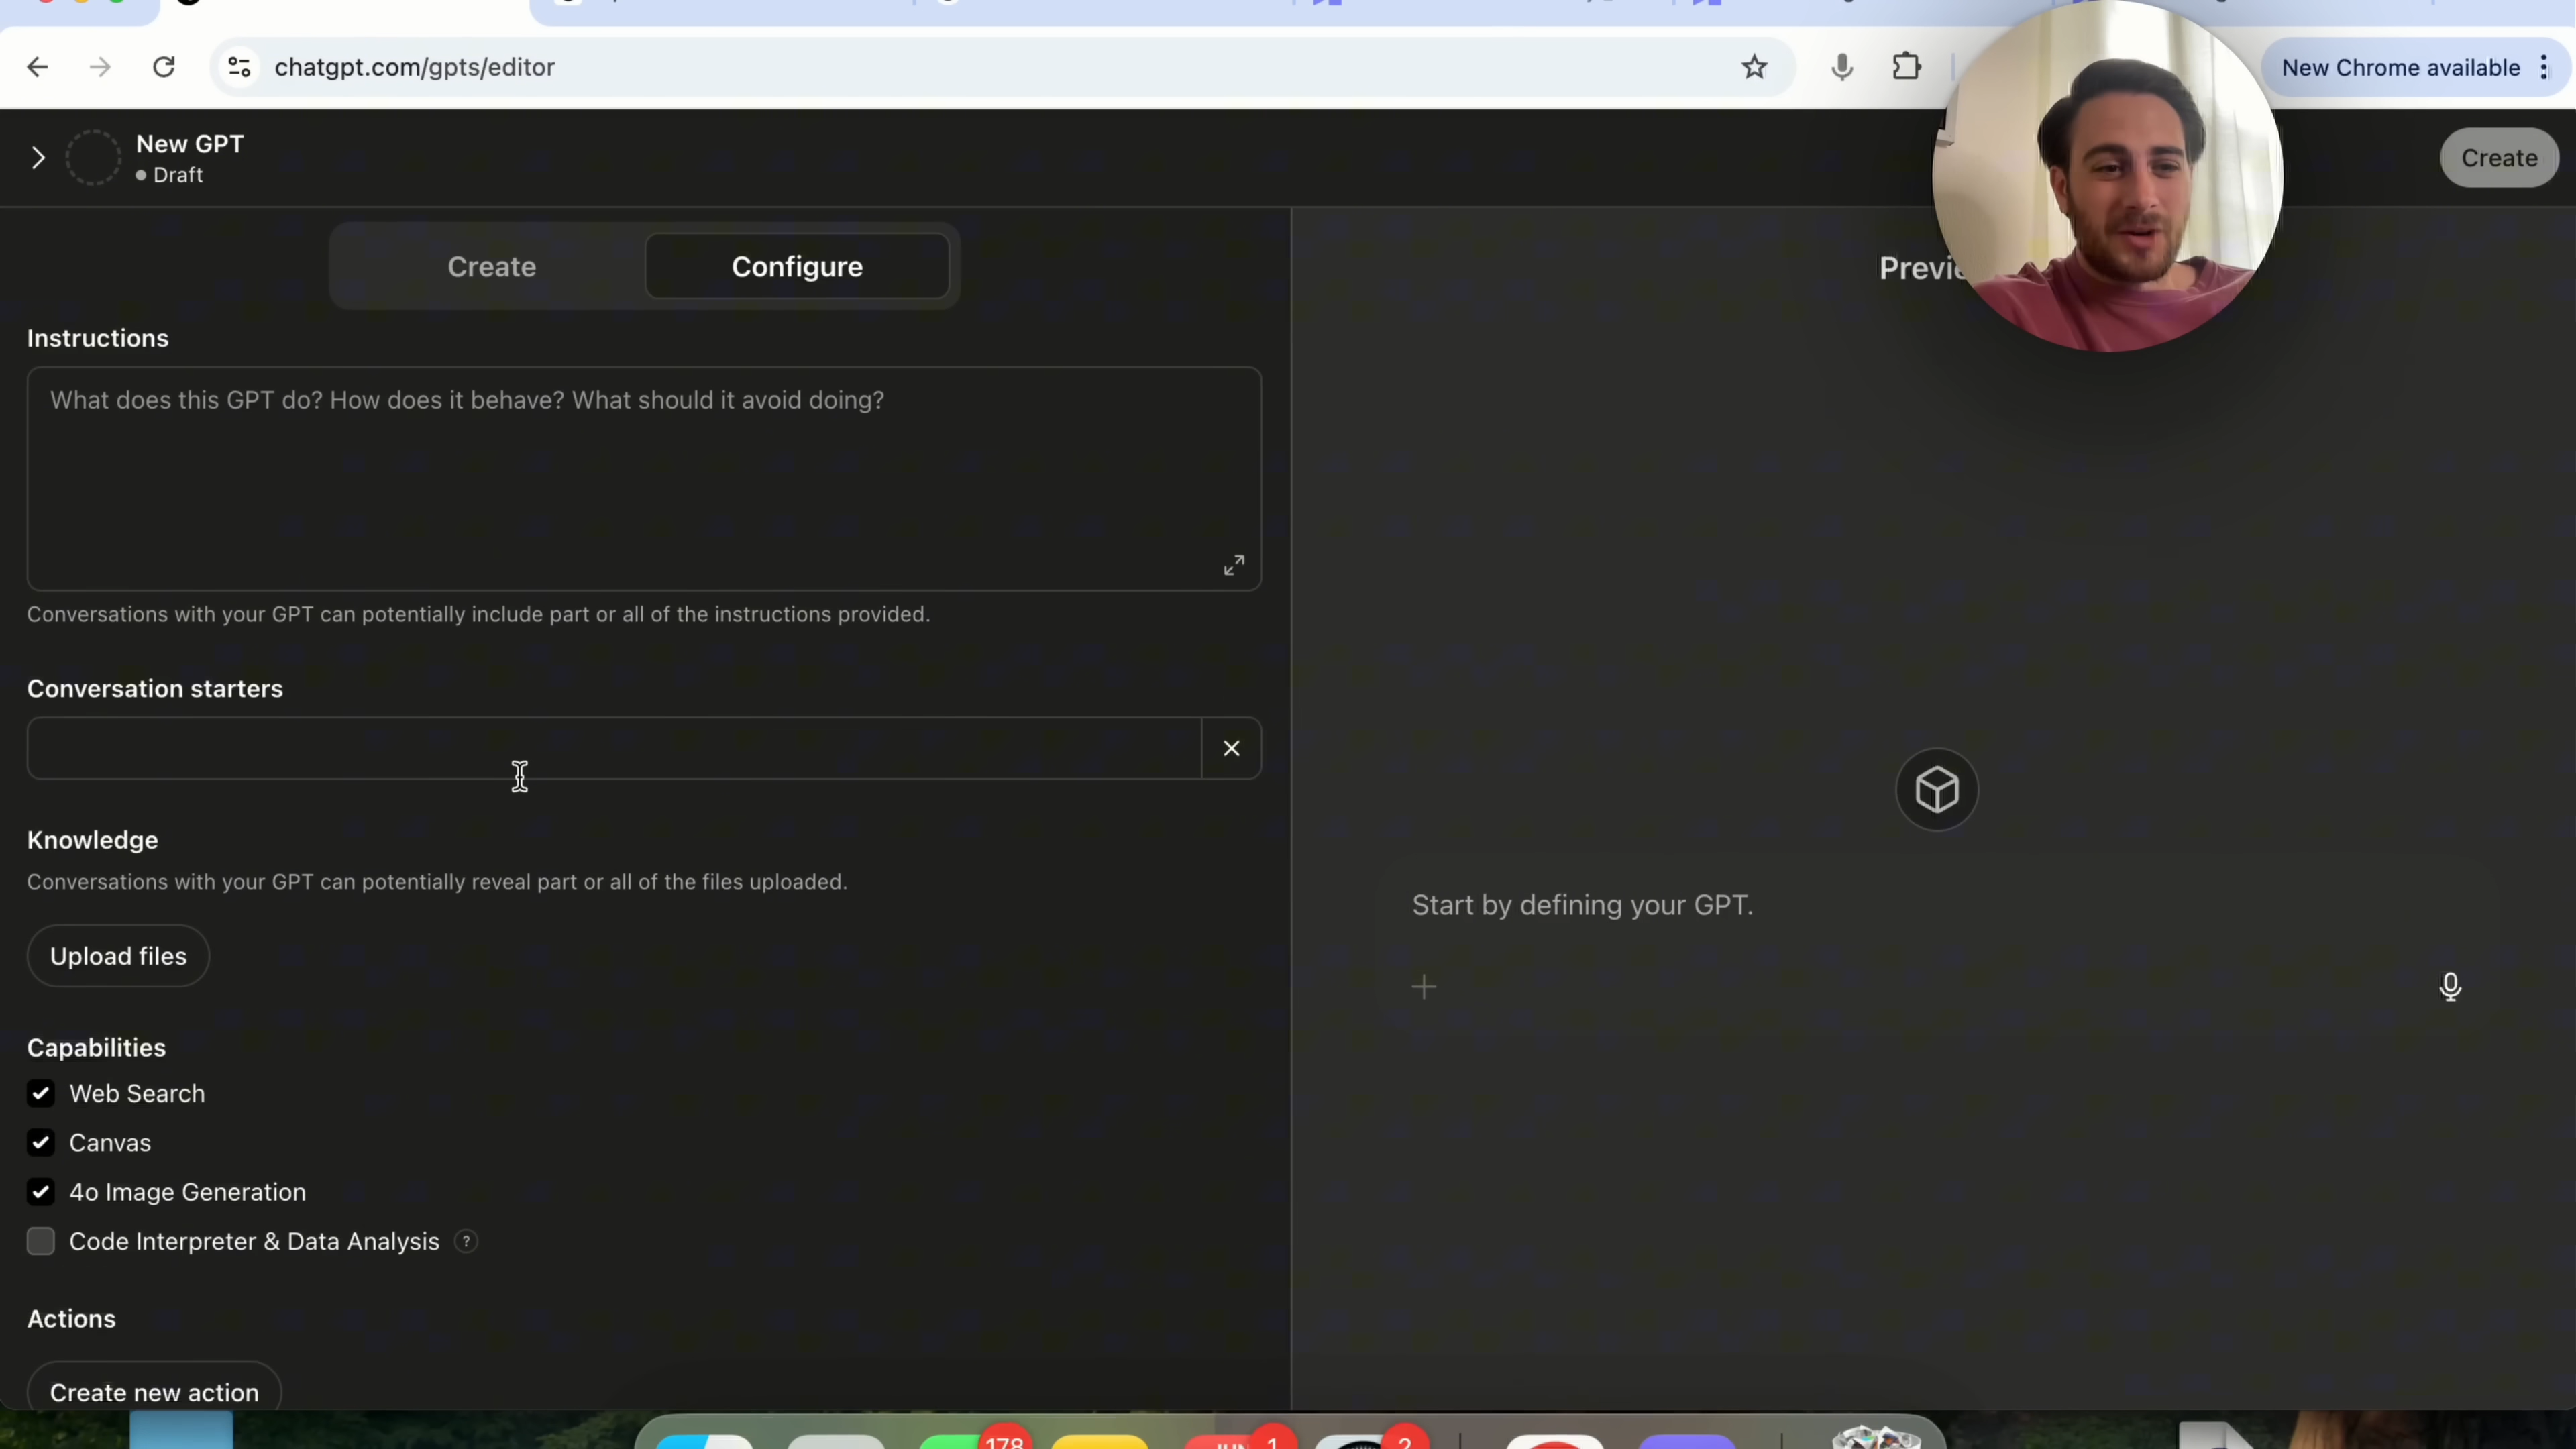 chatgpt.com/gpts/editor
New Chrome available
New GPT
Draft
Create
Create
Configure
Instructions
What does this GPT do? How does it behave? What should it avoid doing?
Conversations with your GPT can potentially include part or all of the instructions provided.
Conversation starters
Knowledge
Conversations with your GPT can potentially reveal part or all of the files uploaded.
Upload files
Capabilities
Web Search
Canvas
4o Image Generation
Code Interpreter & Data Analysis ?
Actions
Create new action
Previe
Start by defining your GPT.
178
JUN
1
2